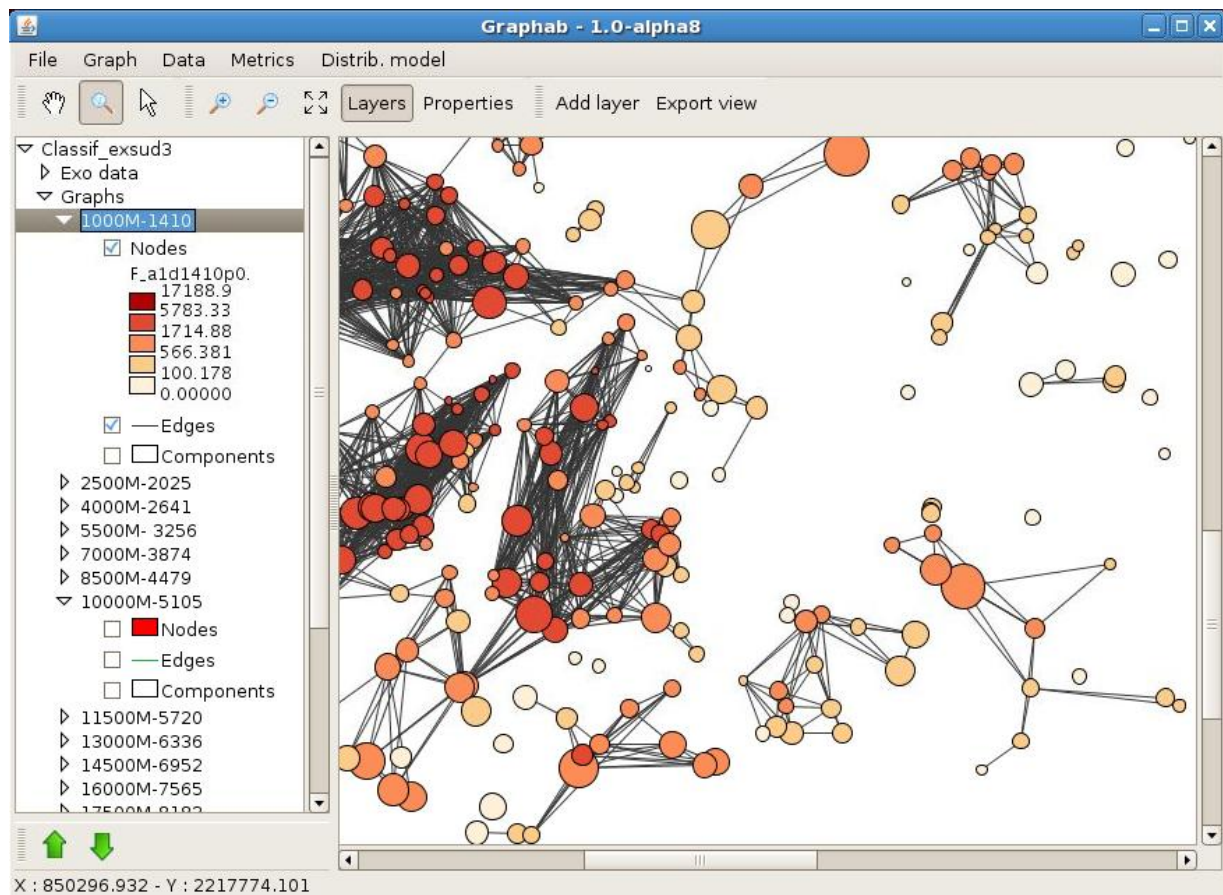 Graphab - 1.0-alpha8
File Graph Data Metrics Distrib. model
Layers Properties Add layer Export view
Classif_exsud3
Exo data
Graphs
1000M-1410
Nodes
F_a1d1410p0.
17188.9
5783.33
1714.88
566.381
100.178
0.00000
Edges
Components
2500M-2025
4000M-2641
5500M- 3256
7000M-3874
8500M-4479
10000M-5105
Nodes
Edges
Components
11500M-5720
13000M-6336
14500M-6952
16000M-7565
X : 850296.932 - Y : 2217774.101